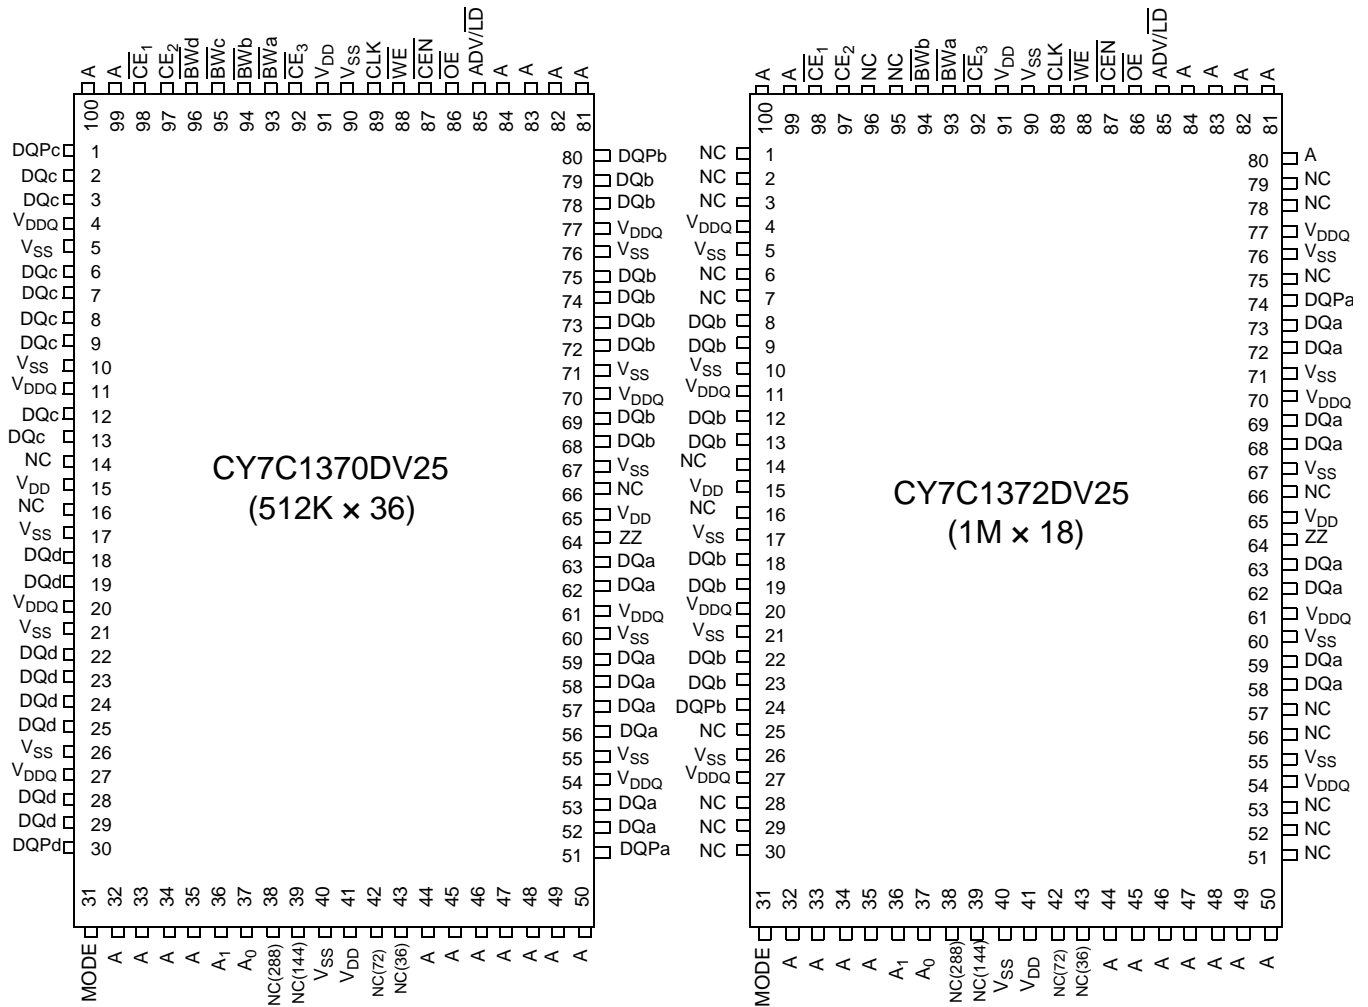 A A CE1 CE2 BWd BWc BWb BWa CE3 VDD VSS CLK WE CEN OE ADV/LD A A A A
100 99 98 97 96 95 94 93 92 91 90 89 88 87 86 85 84 83 82 81
DQPc 1
DQc 2
DQc 3
VDDQ 4
VSS 5
DQc 6
DQc 7
DQc 8
DQc 9
VSS 10
VDDQ 11
DQc 12
DQc 13
NC 14
VDD 15
NC 16
VSS 17
DQd 18
DQd 19
VDDQ 20
VSS 21
DQd 22
DQd 23
DQd 24
DQd 25
VSS 26
VDDQ 27
DQd 28
DQd 29
DQPd 30
CY7C1370DV25
(512K × 36)
80 DQPb
79 DQb
78 DQb
77 VDDQ
76 VSS
75 DQb
74 DQb
73 DQb
72 DQb
71 VSS
70 VDDQ
69 DQb
68 DQb
67 VSS
66 NC
65 VDD
64 ZZ
63 DQa
62 DQa
61 VDDQ
60 VSS
59 DQa
58 DQa
57 DQa
56 DQa
55 VSS
54 VDDQ
53 DQa
52 DQa
51 DQPa
31 32 33 34 35 36 37 38 39 40 41 42 43 44 45 46 47 48 49 50
MODE A A A A A1 A0 NC(288) NC(144) VSS VDD NC(72) NC(36) A A A A A A A
A A CE1 CE2 NC NC BWb BWa CE3 VDD VSS CLK WE CEN OE ADV/LD A A A A
100 99 98 97 96 95 94 93 92 91 90 89 88 87 86 85 84 83 82 81
NC 1
NC 2
NC 3
VDDQ 4
VSS 5
NC 6
NC 7
DQb 8
DQb 9
VSS 10
VDDQ 11
DQb 12
DQb 13
NC 14
VDD 15
NC 16
VSS 17
DQb 18
DQb 19
VDDQ 20
VSS 21
DQb 22
DQb 23
DQPb 24
NC 25
VSS 26
VDDQ 27
NC 28
NC 29
NC 30
CY7C1372DV25
(1M × 18)
80 A
79 NC
78 NC
77 VDDQ
76 VSS
75 NC
74 DQPa
73 DQa
72 DQa
71 VSS
70 VDDQ
69 DQa
68 DQa
67 VSS
66 NC
65 VDD
64 ZZ
63 DQa
62 DQa
61 VDDQ
60 VSS
59 DQa
58 DQa
57 NC
56 NC
55 VSS
54 VDDQ
53 NC
52 NC
51 NC
31 32 33 34 35 36 37 38 39 40 41 42 43 44 45 46 47 48 49 50
MODE A A A A A1 A0 NC(288) NC(144) VSS VDD NC(72) NC(36) A A A A A A A